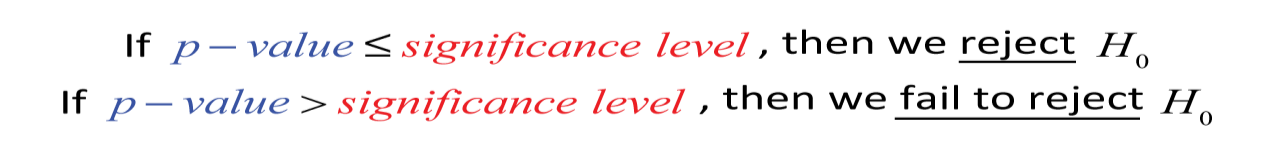 If p − value ≤ significance level , then we reject H₀
If p − value > significance level , then we fail to reject H₀